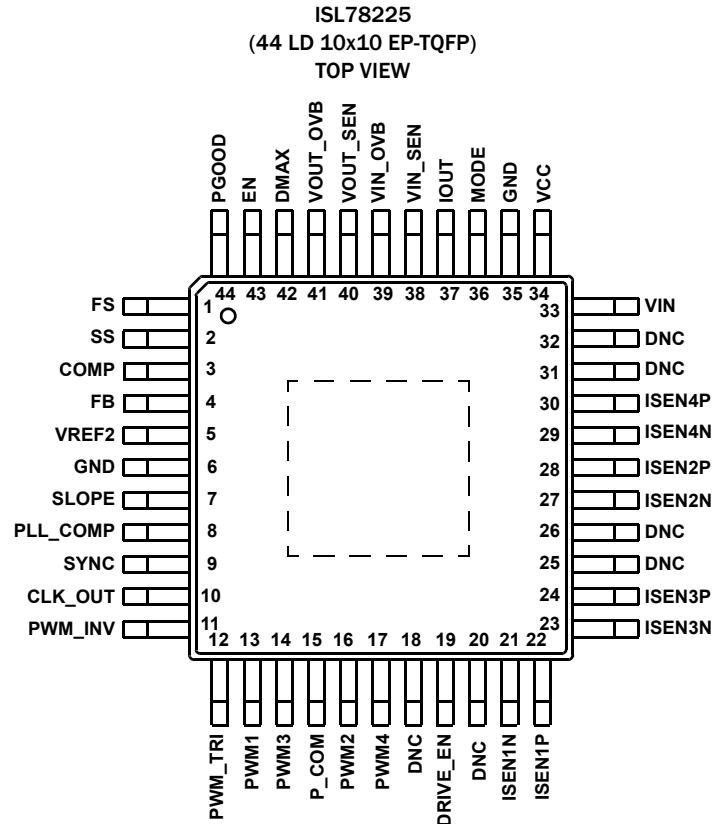 ISL78225
(44 LD 10x10 EP-TQFP)
TOP VIEW
PGOOD
EN
DMAX
VOUT_OVB
VOUT_SEN
VIN_OVB
VIN_SEN
IOUT
MODE
GND
VCC
44 43 42 41 40 39 38 37 36 35 34
FS 1 33 VIN
SS 2 32 DNC
COMP 3 31 DNC
FB 4 30 ISEN4P
VREF2 5 29 ISEN4N
GND 6 28 ISEN2P
SLOPE 7 27 ISEN2N
PLL_COMP 8 26 DNC
SYNC 9 25 DNC
CLK_OUT 10 24 ISEN3P
PWM_INV 11 23 ISEN3N
12 13 14 15 16 17 18 19 20 21 22
PWM_TRI
PWM1
PWM3
P_COM
PWM2
PWM4
DNC
DRIVE_EN
DNC
ISEN1N
ISEN1P